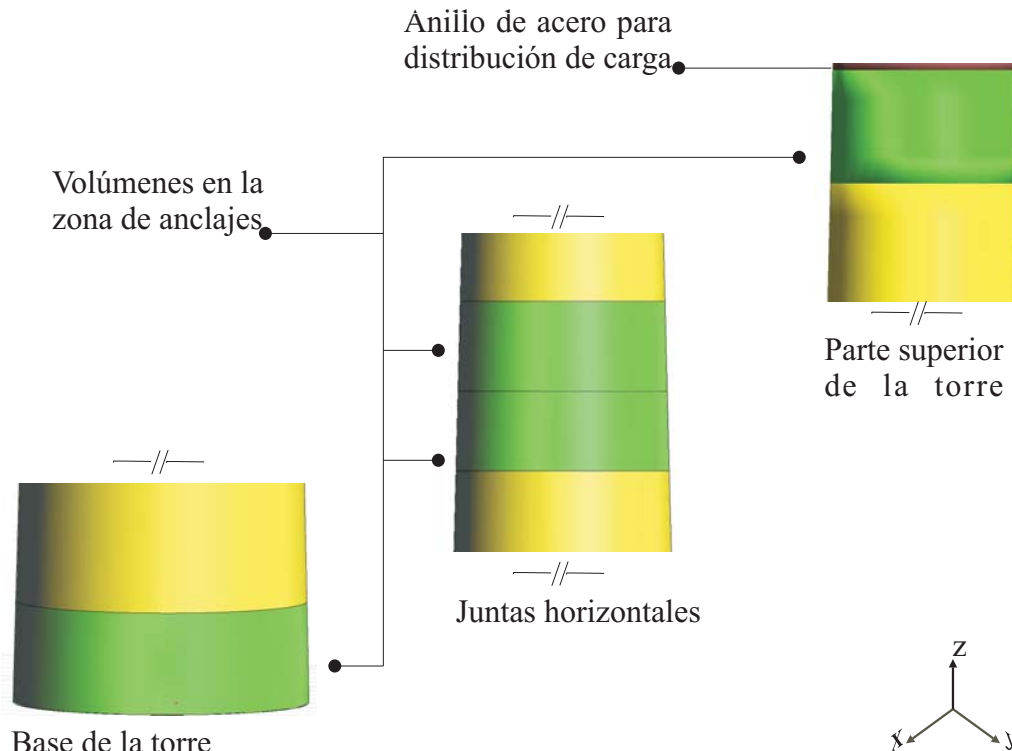 Anillo de acero para
distribución de carga
Volúmenes en la
zona de anclajes
Parte superior
de la torre
Juntas horizontales
Base de la torre
z
x
y